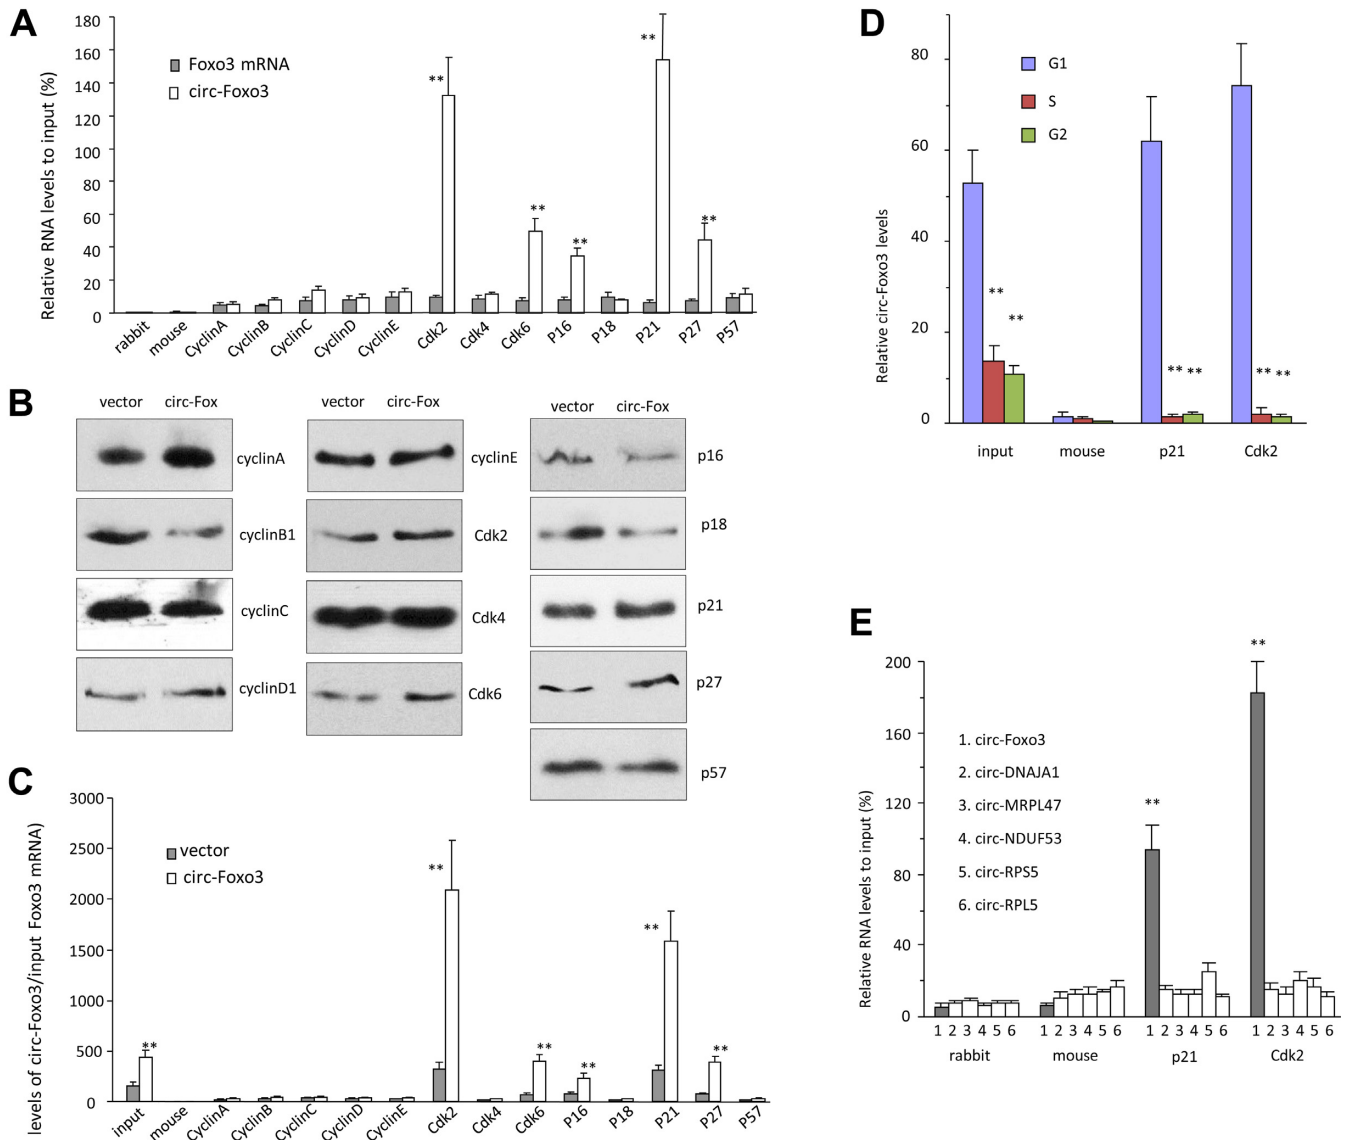 A
Relative RNA levels to input (%)
180
160
140
120
100
80
60
40
20
0
Foxo3 mRNA
circ-Foxo3
**
**
**
**
**
rabbit
mouse
CyclinA
CyclinB
CyclinC
CyclinD
CyclinE
Cdk2
Cdk4
Cdk6
P16
P18
P21
P27
P57
B
vector circ-Fox
cyclinA
cyclinB1
cyclinC
cyclinD1
vector circ-Fox
cyclinE
Cdk2
Cdk4
Cdk6
vector circ-Fox
p16
p18
p21
p27
p57
C
levels of circ-Foxo3/input Foxo3 mRNA)
3000
2500
2000
1500
1000
500
0
vector
circ-Foxo3
**
**
**
**
**
**
input
mouse
CyclinA
CyclinB
CyclinC
CyclinD
CyclinE
Cdk2
Cdk4
Cdk6
P16
P18
P21
P27
P57
D
Relative circ-Foxo3 levels
80
60
40
20
0
G1
S
G2
**
**
** **
** **
input mouse p21 Cdk2
E
Relative RNA levels to input (%)
200
160
120
80
40
0
1. circ-Foxo3
2. circ-DNAJA1
3. circ-MRPL47
4. circ-NDUF53
5. circ-RPS5
6. circ-RPL5
**
**
1 2 3 4 5 6 1 2 3 4 5 6 1 2 3 4 5 6 1 2 3 4 5 6
rabbit mouse p21 Cdk2